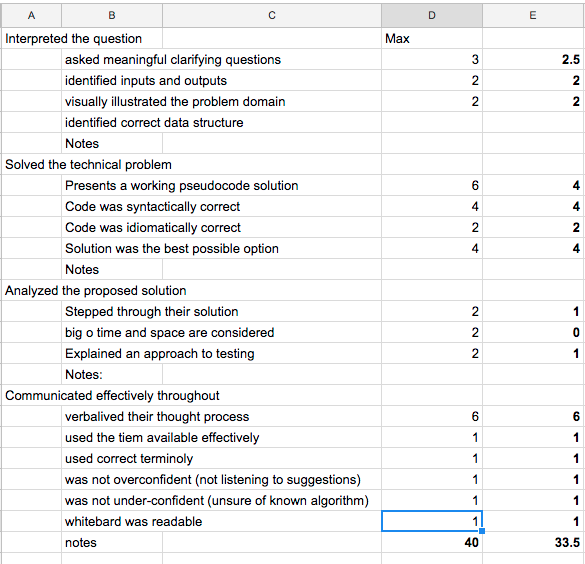 A B C D E
Interpreted the question Max
asked meaningful clarifying questions 3 2.5
identified inputs and outputs 2 2
visually illustrated the problem domain 2 2
identified correct data structure
Notes
Solved the technical problem
Presents a working pseudocode solution 6 4
Code was syntactically correct 4 4
Code was idiomatically correct 2 2
Solution was the best possible option 4 4
Notes
Analyzed the proposed solution
Stepped through their solution 2 1
big o time and space are considered 2 0
Explained an approach to testing 2 1
Notes:
Communicated effectively throughout
verbalived their thought process 6 6
used the tiem available effectively 1 1
used correct terminoly 1 1
was not overconfident (not listening to suggestions) 1 1
was not under-confident (unsure of known algorithm) 1 1
whitebard was readable 1 1
notes 40 33.5